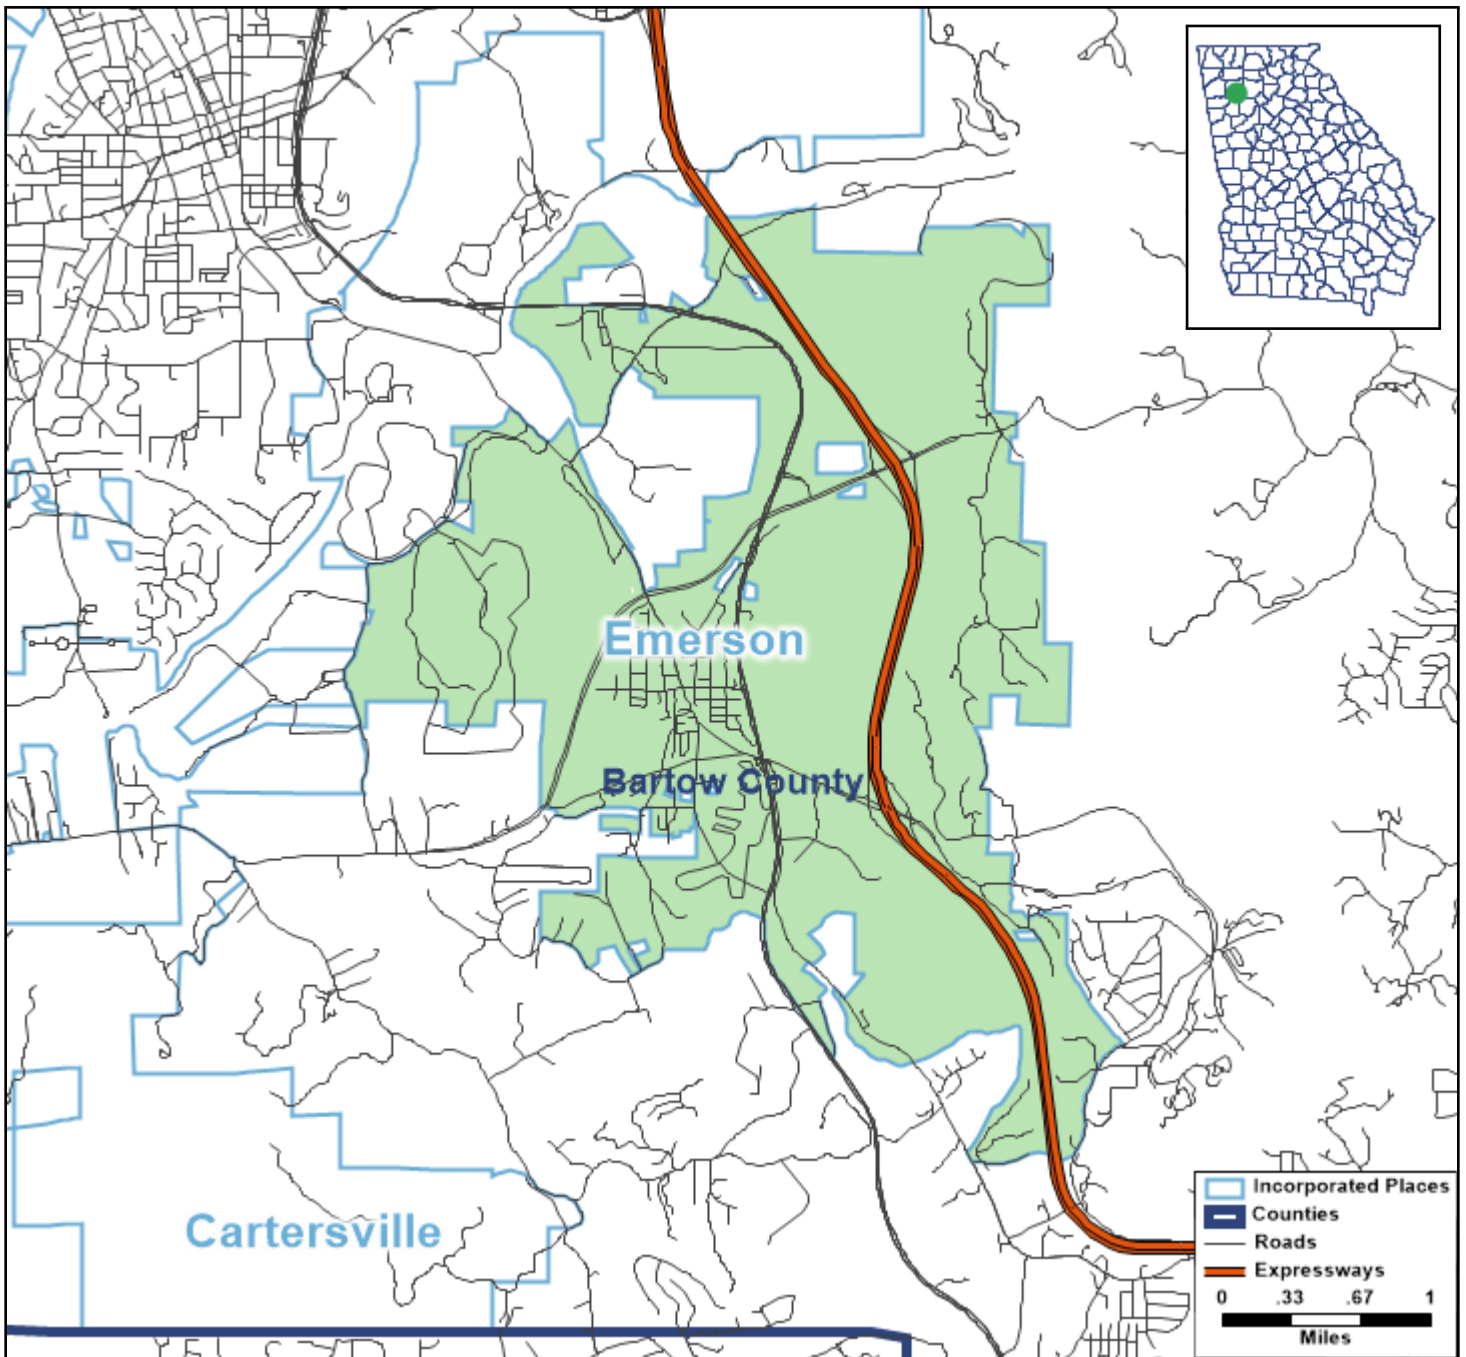 Emerson
Bartow County
Cartersville
Incorporated Places
Counties
Roads
Expressways
0 .33 .67 1
Miles